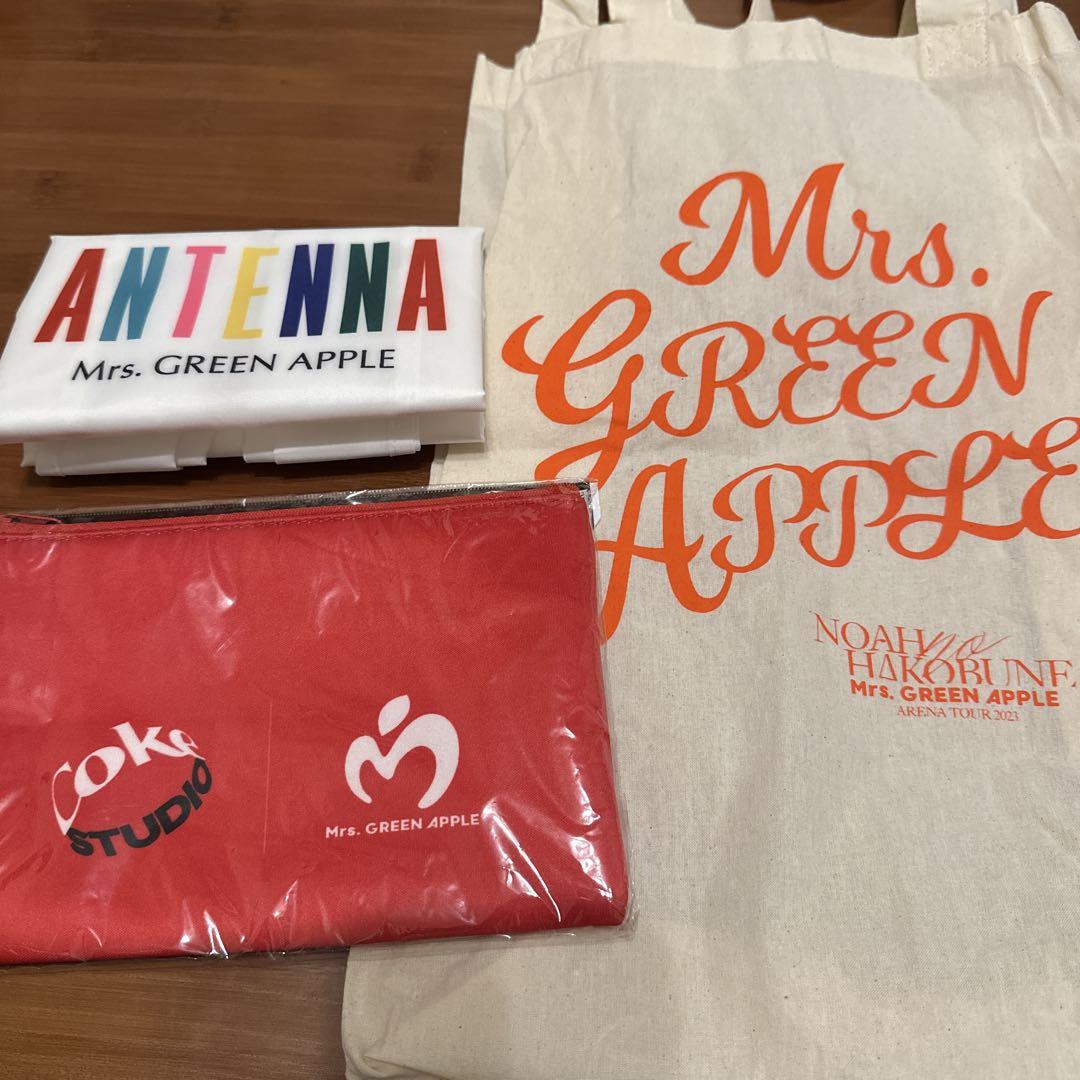 ANTENNA
Mrs. GREEN APPLE
Coke
STUDIO
Mrs. GREEN APPLE
Mrs.
GREEN
APPLE
NOAH no
HAKOBUNE
Mrs. GREEN APPLE
ARENA TOUR 2023